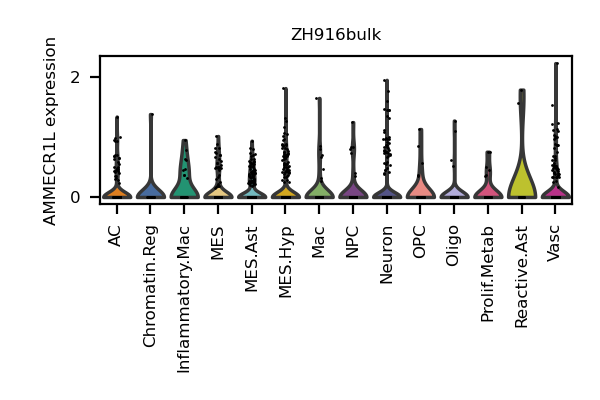 ZH916bulk
AMMECR1L expression
2
0
AC
Chromatin.Reg
Inflammatory.Mac
MES
MES.Ast
MES.Hyp
Mac
NPC
Neuron
OPC
Oligo
Prolif.Metab
Reactive.Ast
Vasc